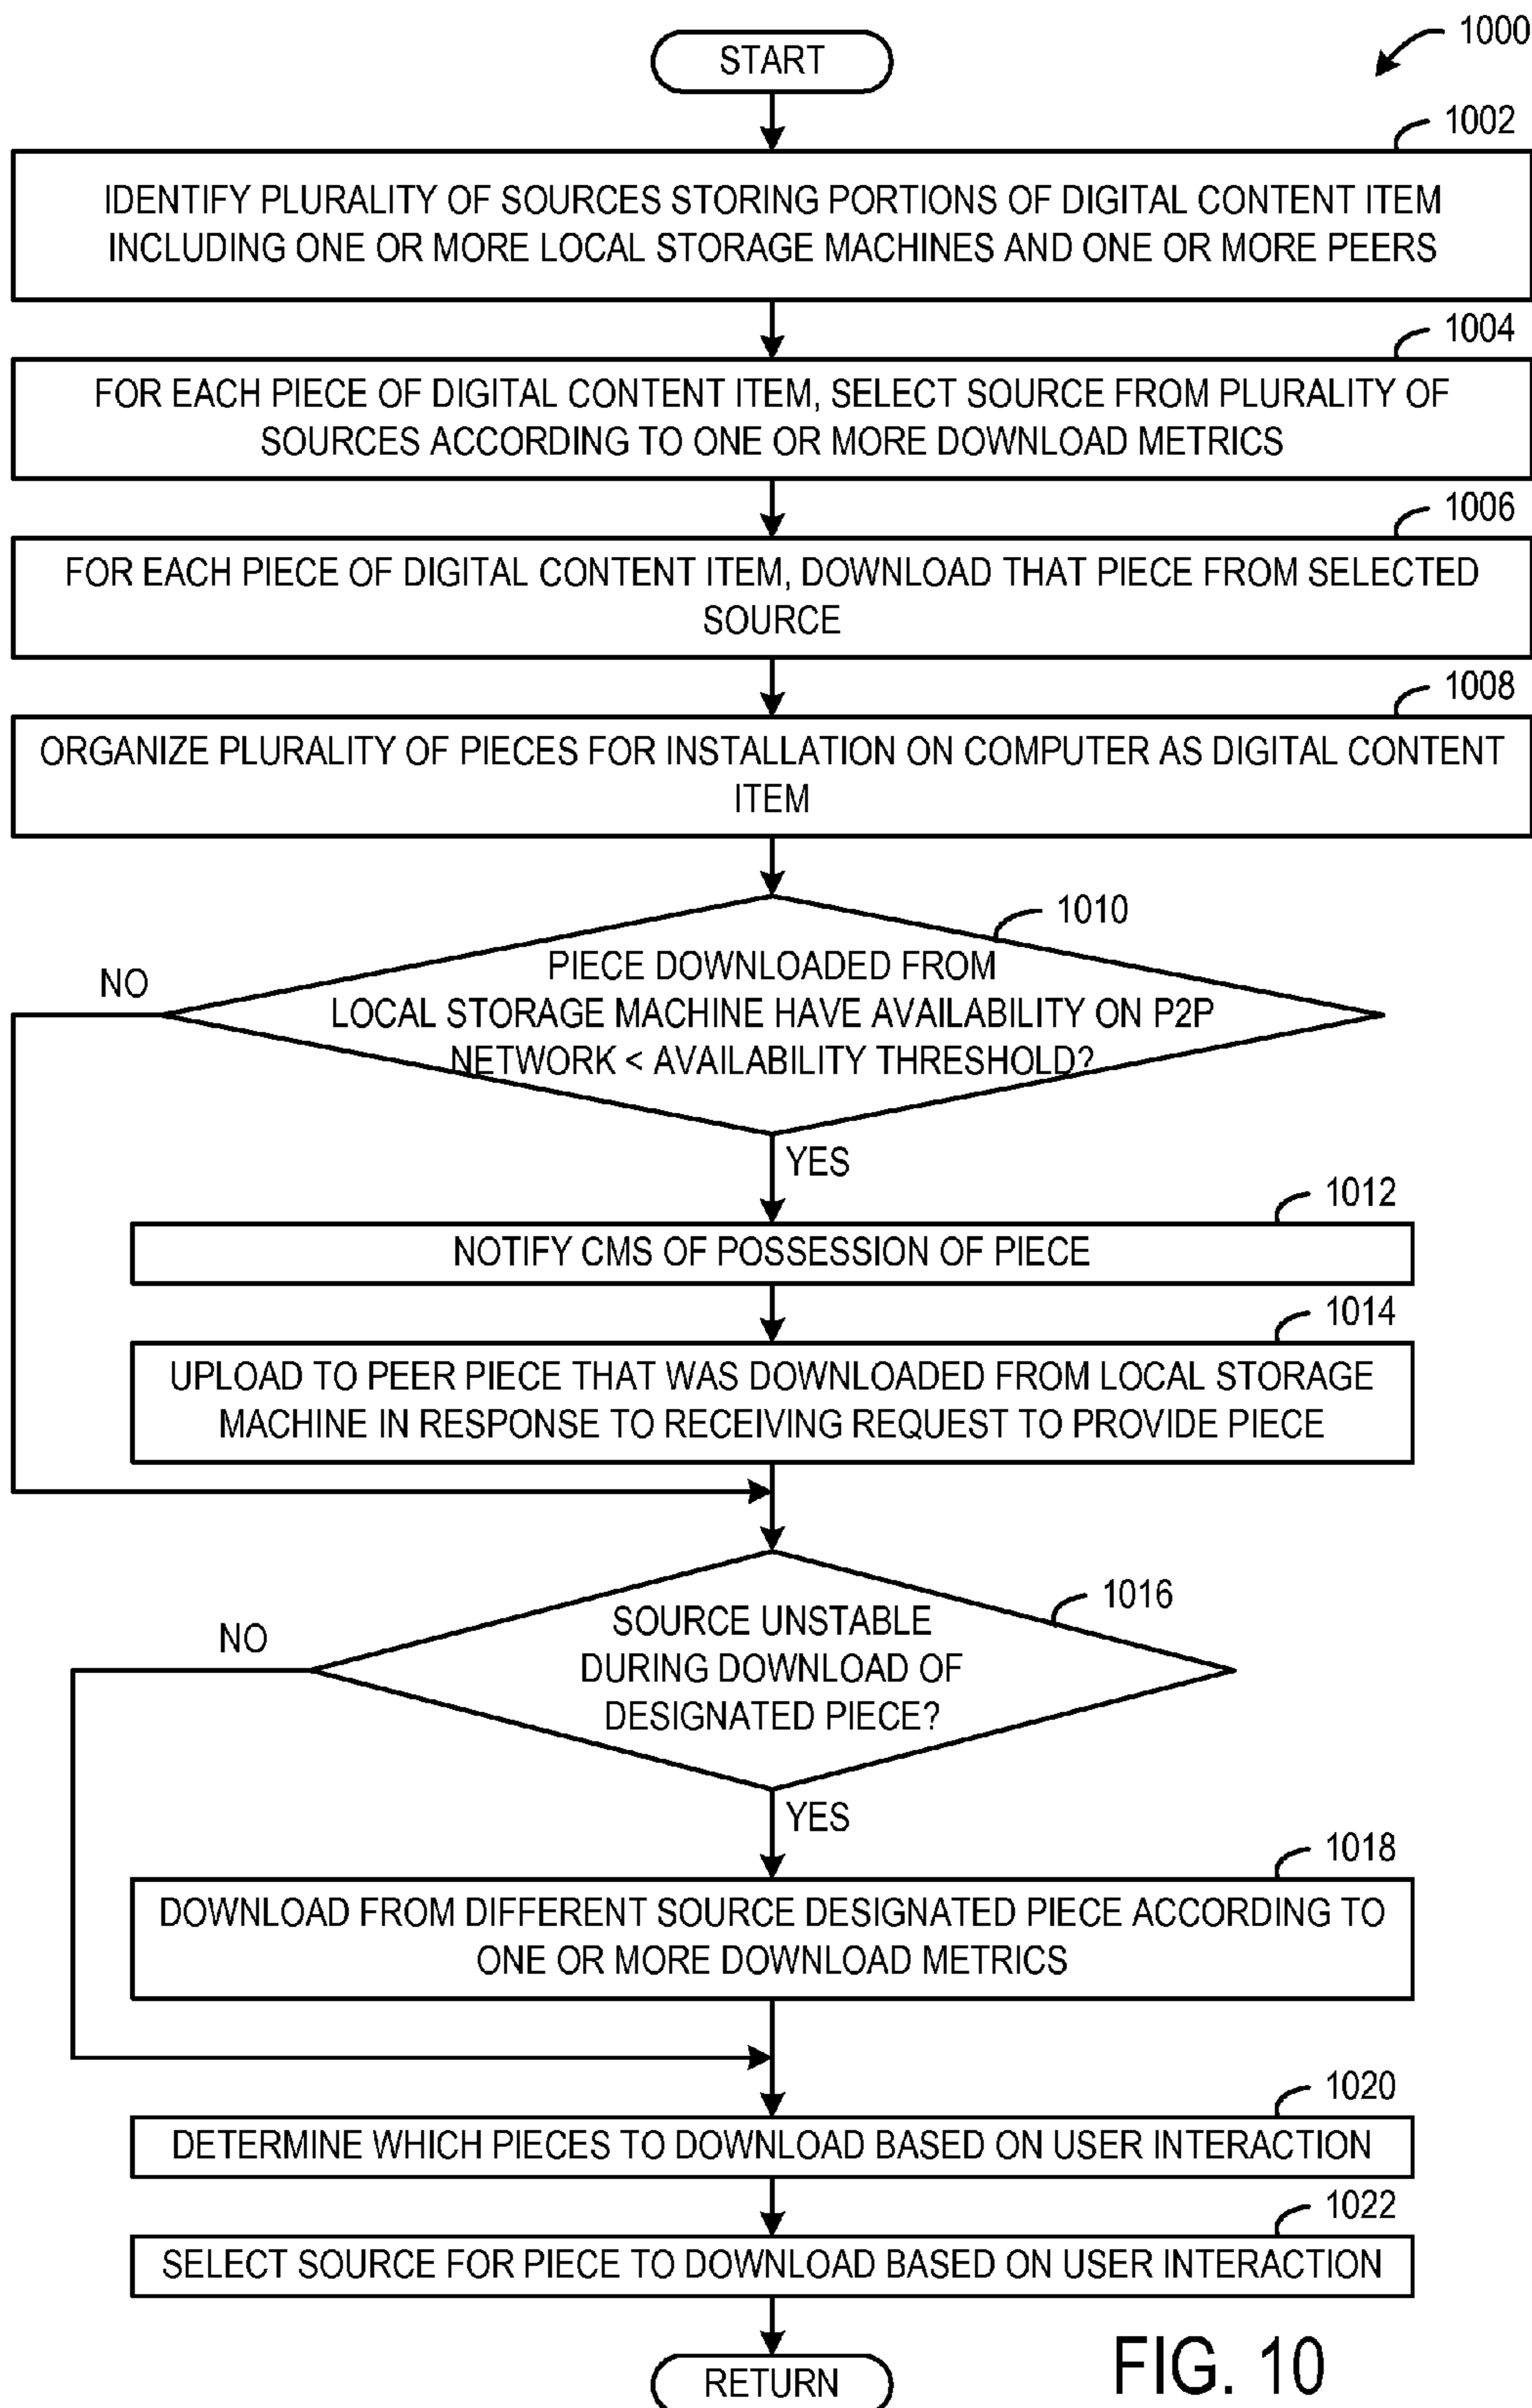 1000
START
1002
IDENTIFY PLURALITY OF SOURCES STORING PORTIONS OF DIGITAL CONTENT ITEM
INCLUDING ONE OR MORE LOCAL STORAGE MACHINES AND ONE OR MORE PEERS
1004
FOR EACH PIECE OF DIGITAL CONTENT ITEM, SELECT SOURCE FROM PLURALITY OF
SOURCES ACCORDING TO ONE OR MORE DOWNLOAD METRICS
1006
FOR EACH PIECE OF DIGITAL CONTENT ITEM, DOWNLOAD THAT PIECE FROM SELECTED
SOURCE
1008
ORGANIZE PLURALITY OF PIECES FOR INSTALLATION ON COMPUTER AS DIGITAL CONTENT
ITEM
1010
PIECE DOWNLOADED FROM
LOCAL STORAGE MACHINE HAVE AVAILABILITY ON P2P
NETWORK < AVAILABILITY THRESHOLD?
NO
YES
1012
NOTIFY CMS OF POSSESSION OF PIECE
1014
UPLOAD TO PEER PIECE THAT WAS DOWNLOADED FROM LOCAL STORAGE
MACHINE IN RESPONSE TO RECEIVING REQUEST TO PROVIDE PIECE
1016
SOURCE UNSTABLE
DURING DOWNLOAD OF
DESIGNATED PIECE?
NO
YES
1018
DOWNLOAD FROM DIFFERENT SOURCE DESIGNATED PIECE ACCORDING TO
ONE OR MORE DOWNLOAD METRICS
1020
DETERMINE WHICH PIECES TO DOWNLOAD BASED ON USER INTERACTION
1022
SELECT SOURCE FOR PIECE TO DOWNLOAD BASED ON USER INTERACTION
RETURN
FIG. 10